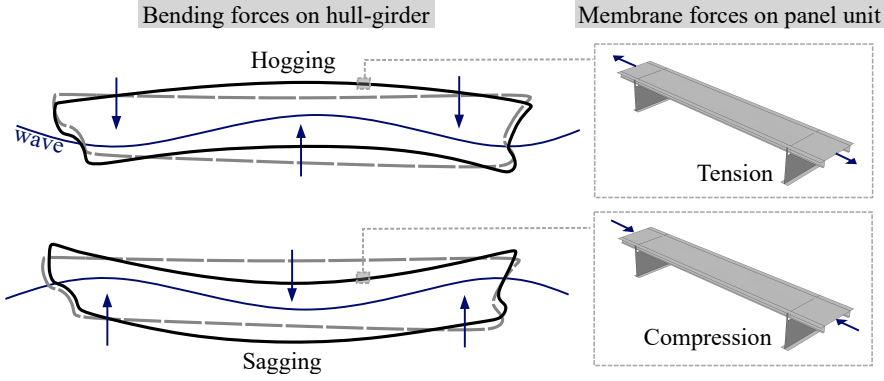 Bending forces on hull-girder
Membrane forces on panel unit
Hogging
wave
Tension
Compression
Sagging